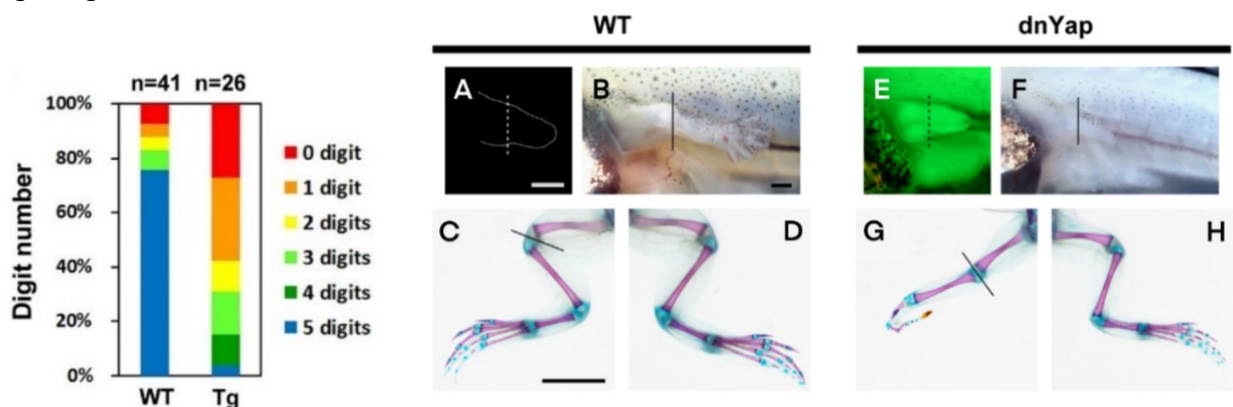 WT
dnYap
n=41 n=26
100%
80%
60%
40%
20%
0%
Digit number
WT Tg
0 digit
1 digit
2 digits
3 digits
4 digits
5 digits
A
B
E
F
C
D
G
H